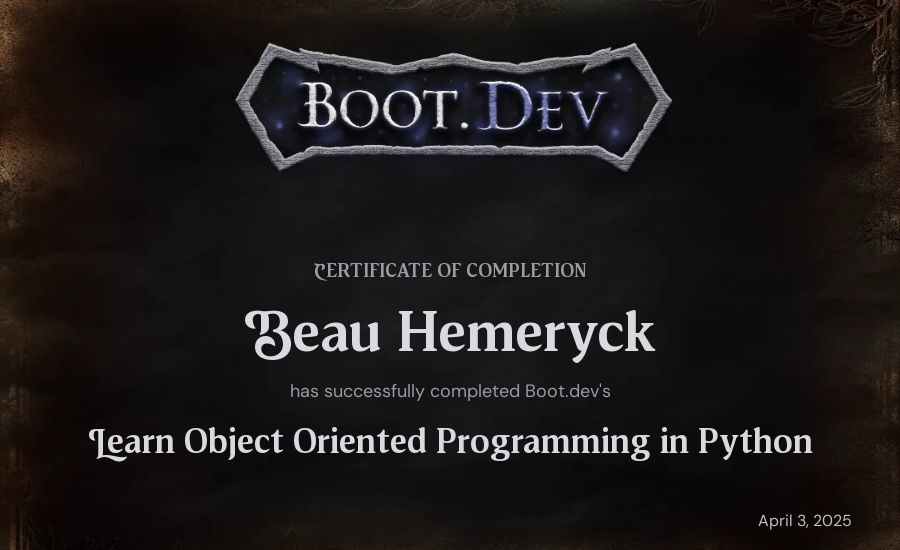 BOOT.DEV
CERTIFICATE OF COMPLETION
Beau Hemeryck
has successfully completed Boot.dev's
Learn Object Oriented Programming in Python
April 3, 2025